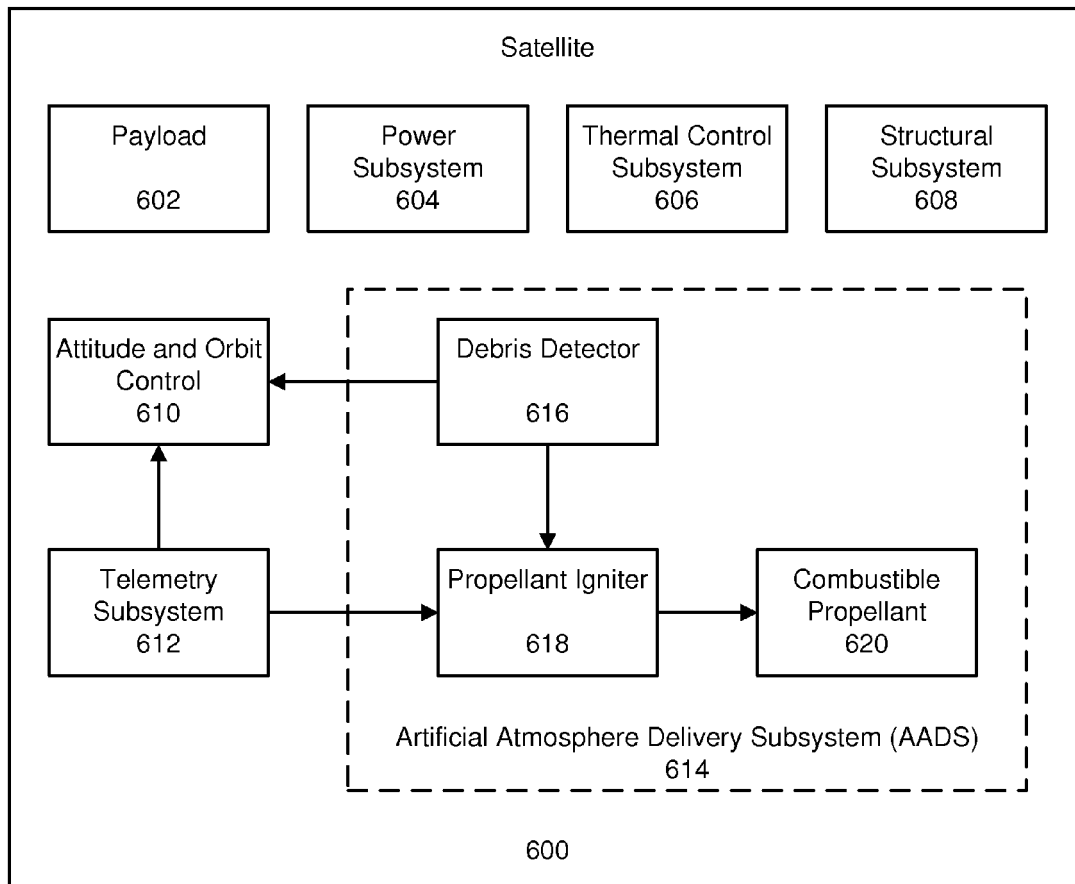 Satellite
Payload
602
Power
Subsystem
604
Thermal Control
Subsystem
606
Structural
Subsystem
608
Attitude and Orbit
Control
610
Debris Detector
616
Telemetry
Subsystem
612
Propellant Igniter
618
Combustible
Propellant
620
Artificial Atmosphere Delivery Subsystem (AADS)
614
600